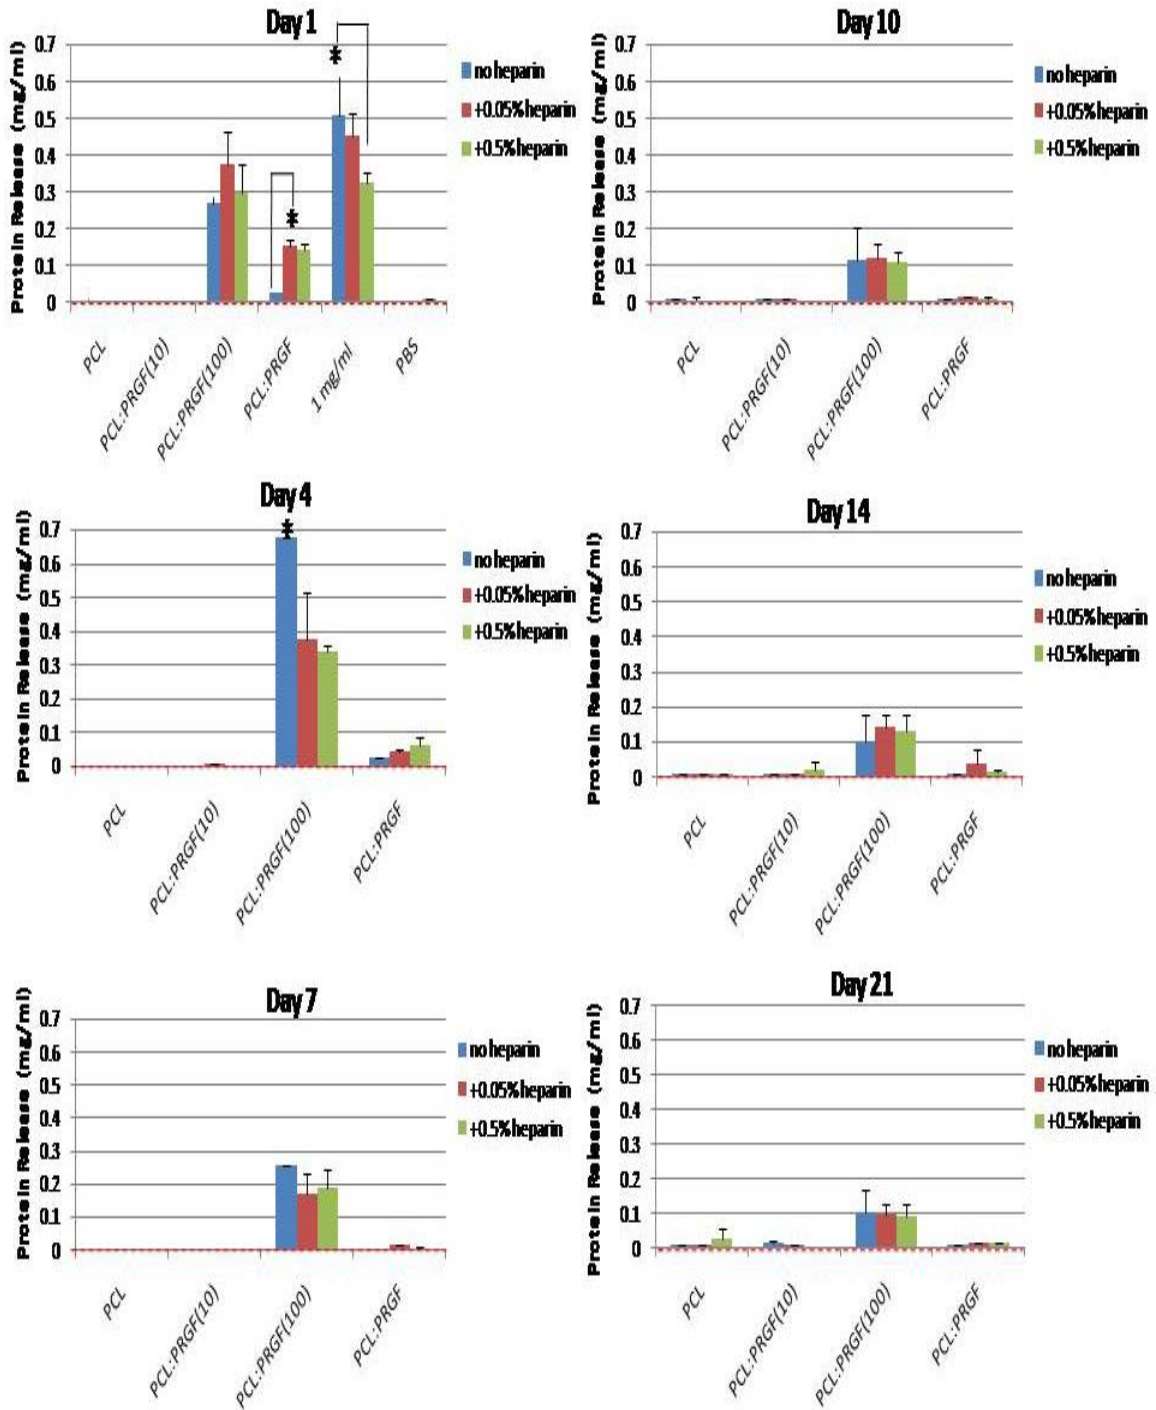 Day 1
Protein Release (mg/ml)
0.7
0.6
0.5
0.4
0.3
0.2
0.1
0
*
*
no heparin
+0.05% heparin
+0.5% heparin
PCL
PCL:PRGF(10)
PCL:PRGF(100)
PCL:PRGF
1 mg/ml
PBS
Day 10
Protein Release (mg/ml)
0.7
0.6
0.5
0.4
0.3
0.2
0.1
0
no heparin
+0.05% heparin
+0.5% heparin
PCL
PCL:PRGF(10)
PCL:PRGF(100)
PCL:PRGF
Day 4
Protein Release (mg/ml)
0.7
0.6
0.5
0.4
0.3
0.2
0.1
0
*
no heparin
+0.05% heparin
+0.5% heparin
PCL
PCL:PRGF(10)
PCL:PRGF(100)
PCL:PRGF
Day 14
Protein Release (mg/ml)
0.7
0.6
0.5
0.4
0.3
0.2
0.1
0
no heparin
+0.05% heparin
+0.5% heparin
PCL
PCL:PRGF(10)
PCL:PRGF(100)
PCL:PRGF
Day 7
Protein Release (mg/ml)
0.7
0.6
0.5
0.4
0.3
0.2
0.1
0
no heparin
+0.05% heparin
+0.5% heparin
PCL
PCL:PRGF(10)
PCL:PRGF(100)
PCL:PRGF
Day 21
Protein Release (mg/ml)
0.7
0.6
0.5
0.4
0.3
0.2
0.1
0
no heparin
+0.05% heparin
+0.5% heparin
PCL
PCL:PRGF(10)
PCL:PRGF(100)
PCL:PRGF